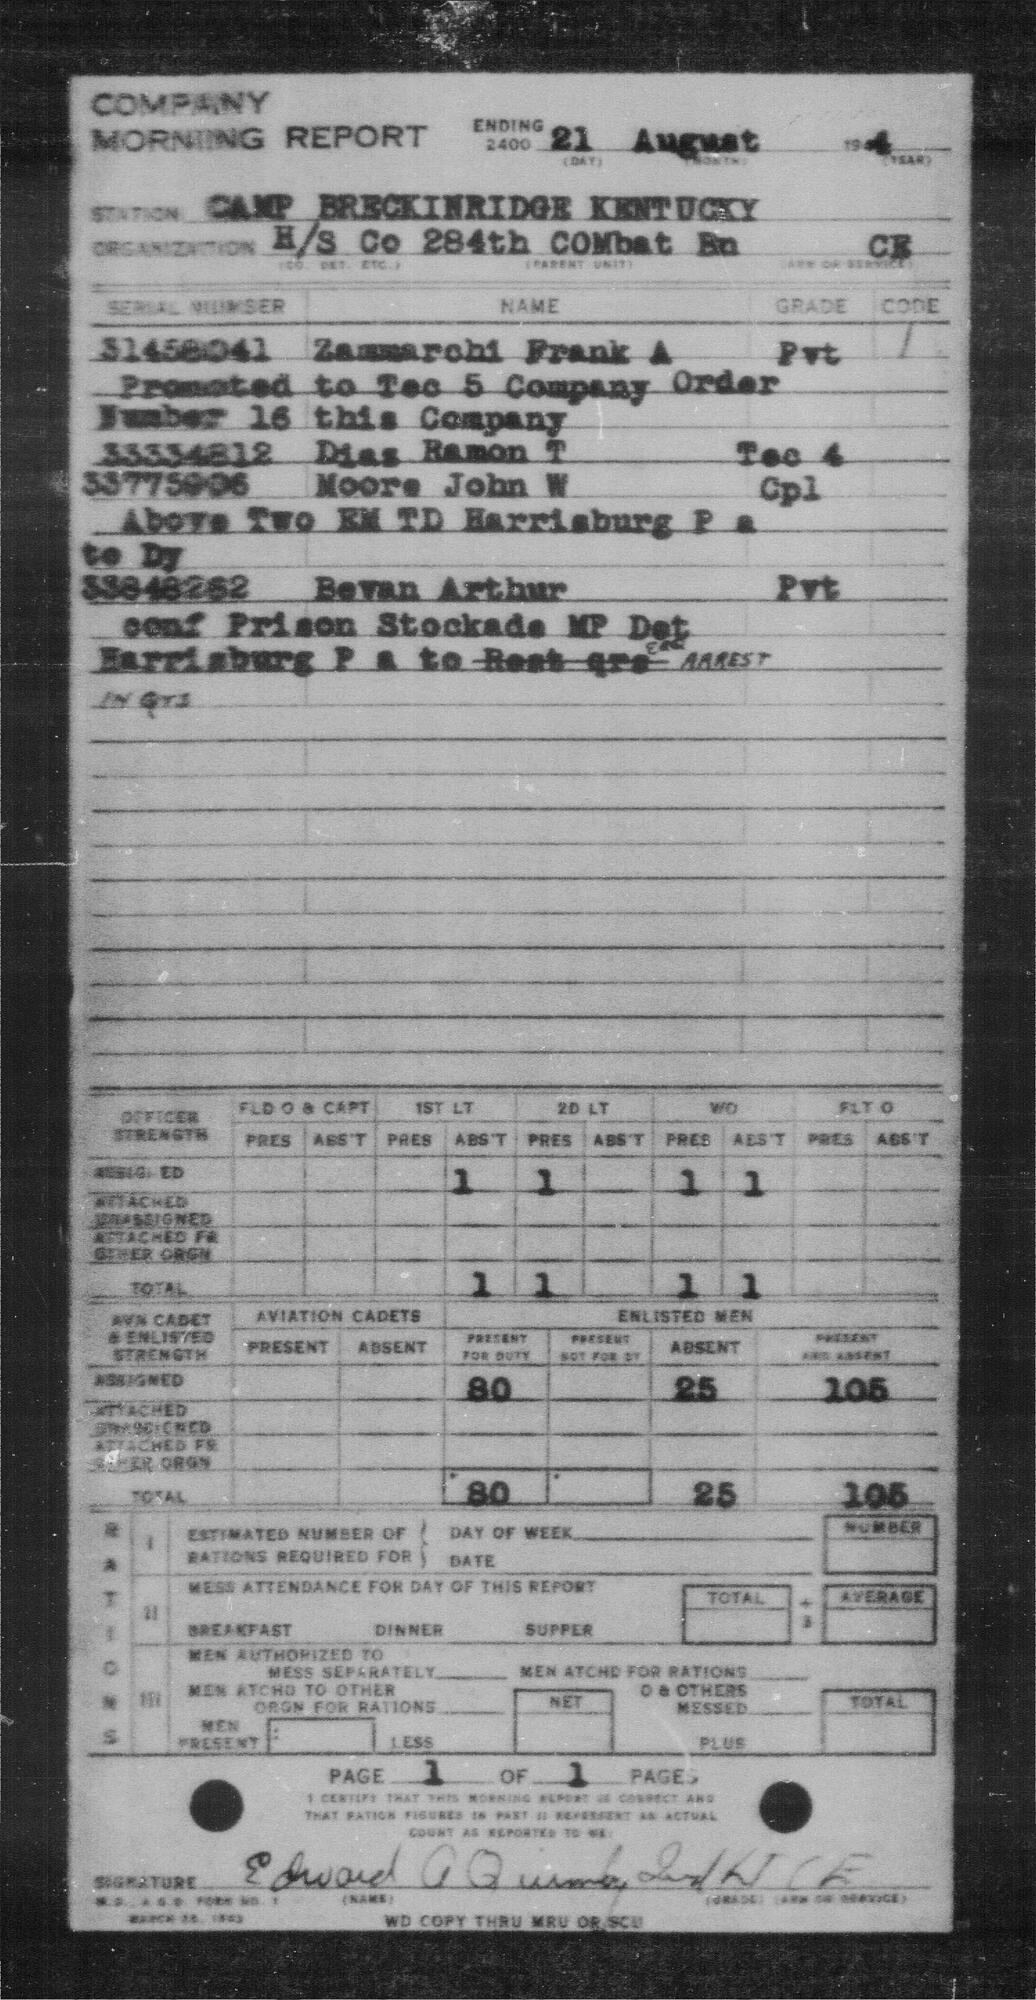 COMPANY
MORNING REPORT ENDING 2400 21 August 1944
(DAY) (MONTH) (YEAR)
STATION CAMP BRECKINRIDGE KENTUCKY
ORGANIZATION H/S Co 284th COMbat Bn CE
(CO. DET. ETC.) (PARENT UNIT) (ARM OR SERVICE)
SERIAL NUMBER NAME GRADE CODE
31458041 Zammarchi Frank A Pvt /
Promoted to Tec 5 Company Order
Number 16 this Company
33334812 Dias Ramon T Tec 4
33775906 Moore John W Cpl
Above Two EM TD Harrisburg P a
to Dy
33848262 Bevan Arthur Pvt
conf Prison Stockade MP Det
Harrisburg P a to Rest qrs EAQ ARREST
IN QTS
OFFICER STRENGTH FLD O & CAPT 1ST LT 2D LT WO FLT O
PRES ABS'T PRES ABS'T PRES ABS'T PRES ABS'T PRES ABS'T
ASSIGNED 1 1 1 1
ATTACHED UNASSIGNED
ATTACHED FR OTHER ORGN
TOTAL 1 1 1 1
AVN CADET & ENLISTED STRENGTH AVIATION CADETS ENLISTED MEN
PRESENT ABSENT PRESENT FOR DUTY PRESENT NOT FOR DY ABSENT PRESENT AND ABSENT
ASSIGNED 80 25 105
ATTACHED UNASSIGNED
ATTACHED FR OTHER ORGN
TOTAL 80 25 105
RATIONS
I ESTIMATED NUMBER OF RATIONS REQUIRED FOR DAY OF WEEK NUMBER
DATE
II MESS ATTENDANCE FOR DAY OF THIS REPORT TOTAL ÷ 3 AVERAGE
BREAKFAST DINNER SUPPER
III MEN AUTHORIZED TO MESS SEPARATELY MEN ATCHD FOR RATIONS
MEN ATCHD TO OTHER ORGN FOR RATIONS NET O & OTHERS MESSED TOTAL
MEN PRESENT LESS PLUS
PAGE 1 OF 1 PAGES
I CERTIFY THAT THIS MORNING REPORT IS CORRECT AND
THAT RATION FIGURES IN PART II REPRESENT AN ACTUAL
COUNT AS REPORTED TO ME:
SIGNATURE Edward A Quimby 2nd Lt CE
W.D., A.G.O. FORM NO. 1 (NAME) (GRADE) (ARM OR SERVICE)
MARCH 25, 1943
WD COPY THRU MRU OR SCU